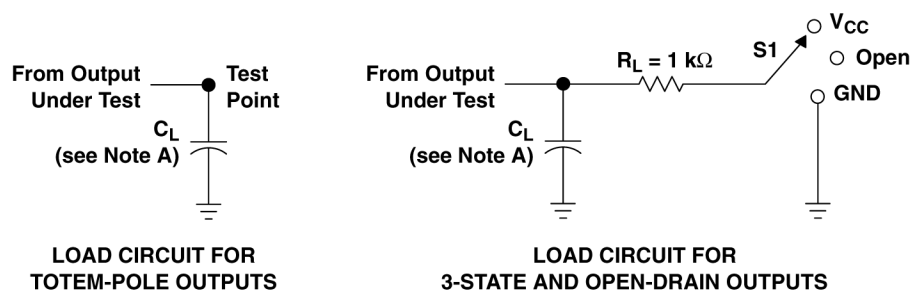 From Output
Under Test
Test
Point
CL
(see Note A)
LOAD CIRCUIT FOR
TOTEM-POLE OUTPUTS
From Output
Under Test
RL = 1 kΩ
S1
VCC
Open
GND
CL
(see Note A)
LOAD CIRCUIT FOR
3-STATE AND OPEN-DRAIN OUTPUTS